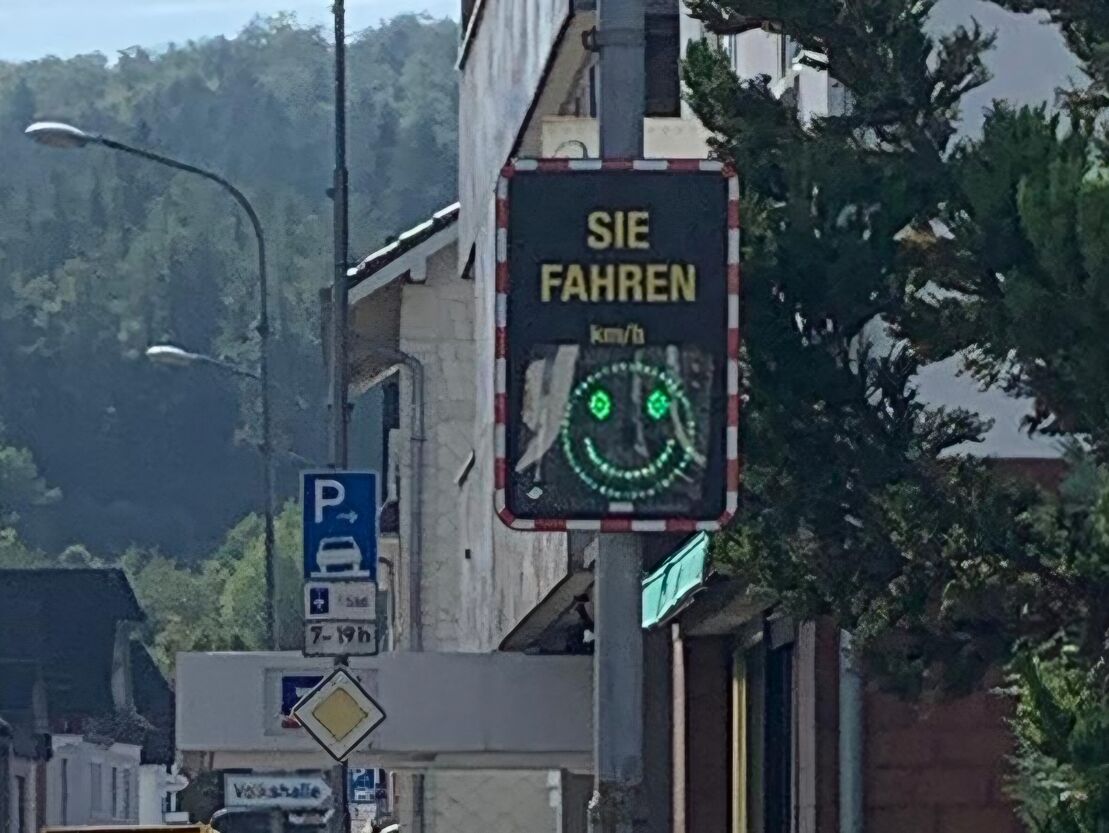 SIE
FAHREN
km/h
P
7-19h